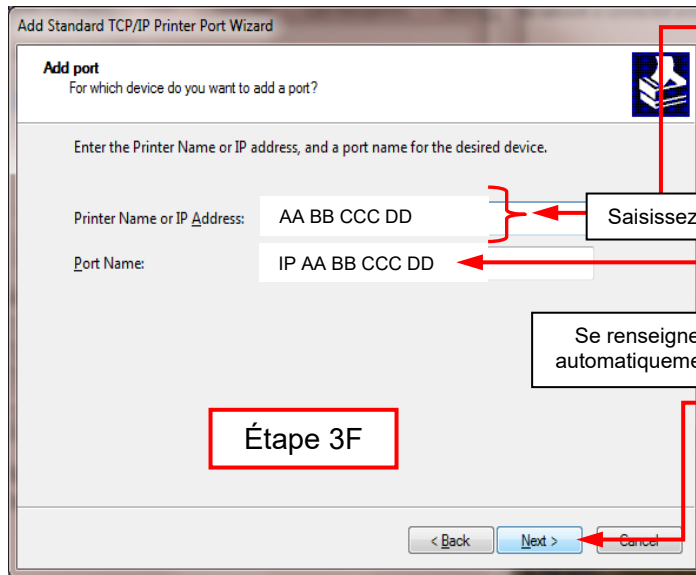 Add Standard TCP/IP Printer Port Wizard
Add port
For which device do you want to add a port?
Enter the Printer Name or IP address, and a port name for the desired device.
Printer Name or IP Address:
AA BB CCC DD
Saisissez
Port Name:
IP AA BB CCC DD
Se renseigne
automatiqueme
Étape 3F
< Back
Next >
Cancel